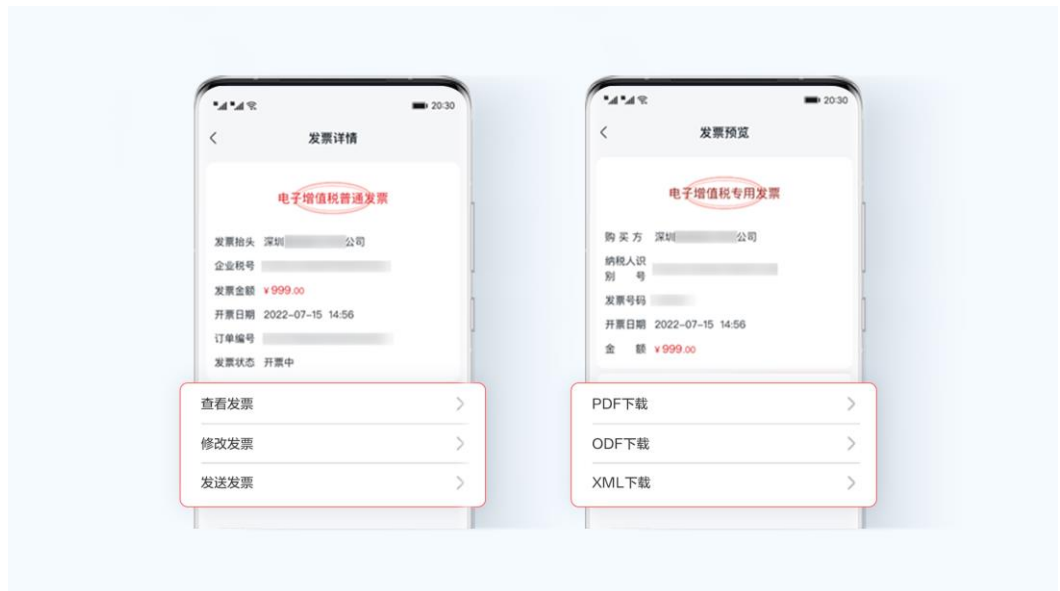 20:30
发票详情
电子增值税普通发票
发票抬头 深圳 公司
企业税号
发票金额 ¥ 999.00
开票日期 2022-07-15 14:56
订单编号
发票状态 开票中
查看发票
修改发票
发送发票
20:30
发票预览
电子增值税专用发票
购买方 深圳 公司
纳税人识
别 号
发票号码
开票日期 2022-07-15 14:56
金 额 ¥ 999.00
PDF下载
ODF下载
XML下载